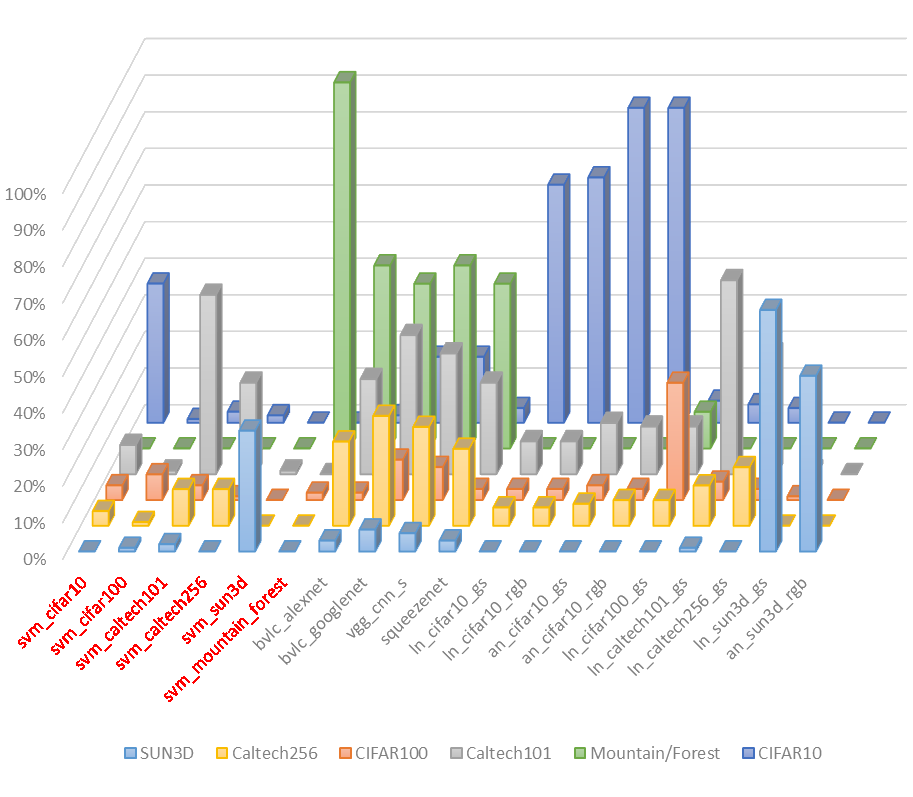 100%
90%
80%
70%
60%
50%
40%
30%
20%
10%
0%
svm_cifar10
svm_cifar100
svm_caltech101
svm_caltech256
svm_sun3d
svm_mountain_forest
bvlc_alexnet
bvlc_googlenet
vgg_cnn_s
squeezenet
ln_cifar10_gs
ln_cifar10_rgb
an_cifar10_gs
an_cifar10_rgb
ln_cifar100_gs
ln_caltech101_gs
ln_caltech256_gs
ln_sun3d_gs
an_sun3d_rgb
SUN3D Caltech256 CIFAR100 Caltech101 Mountain/Forest CIFAR10